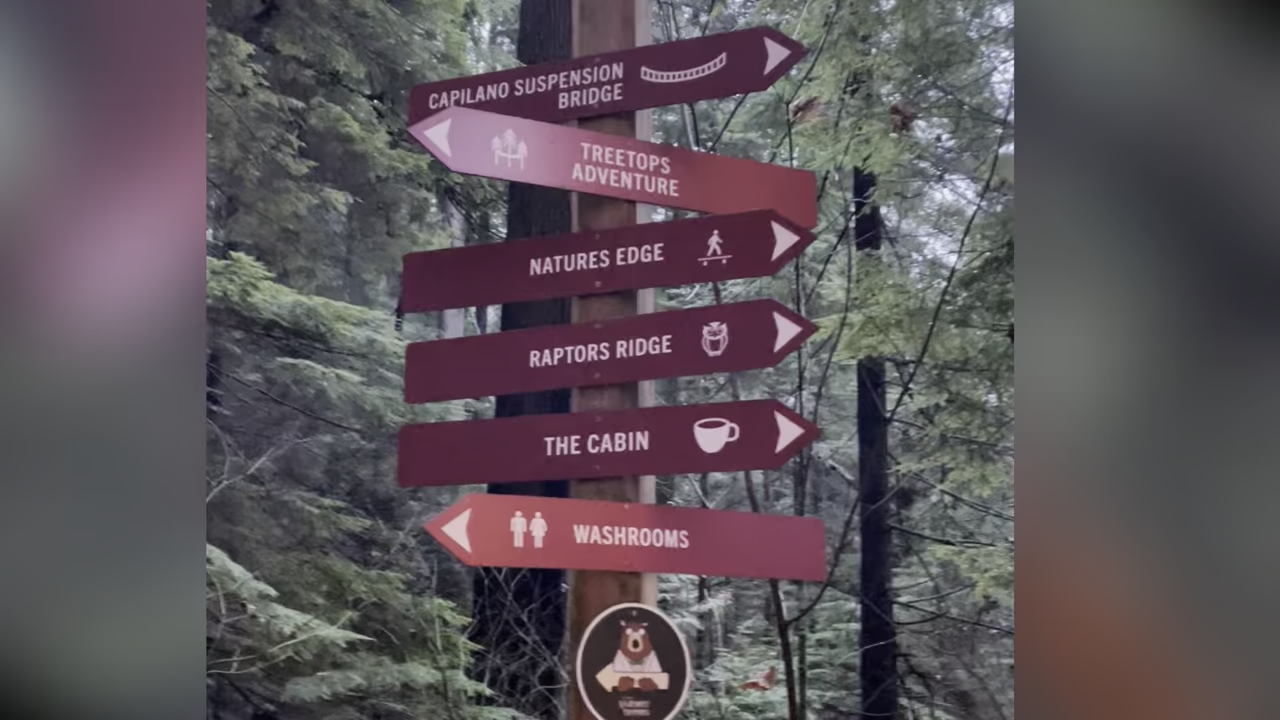 CAPILANO SUSPENSION
BRIDGE
TREETOPS
ADVENTURE
NATURES EDGE
RAPTORS RIDGE
THE CABIN
WASHROOMS